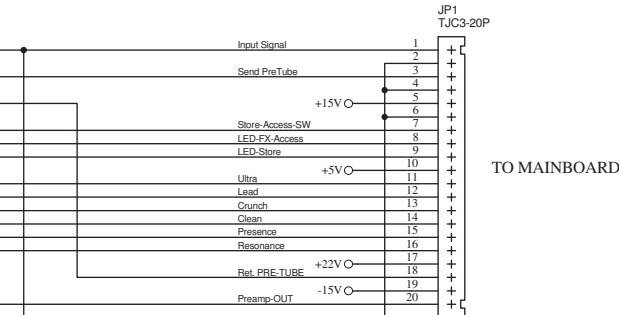 JP1
TJC3-20P
Input Signal 1
2
Send PreTube 3
4
+15V 5
6
Store-Access-SW 7
LED-FX-Access 8
LED-Store 9
+5V 10
Ultra 11
Lead 12
Crunch 13
Clean 14
Presence 15
Resonance 16
+22V 17
Ret. PRE-TUBE 18
-15V 19
Preamp-OUT 20
TO MAINBOARD